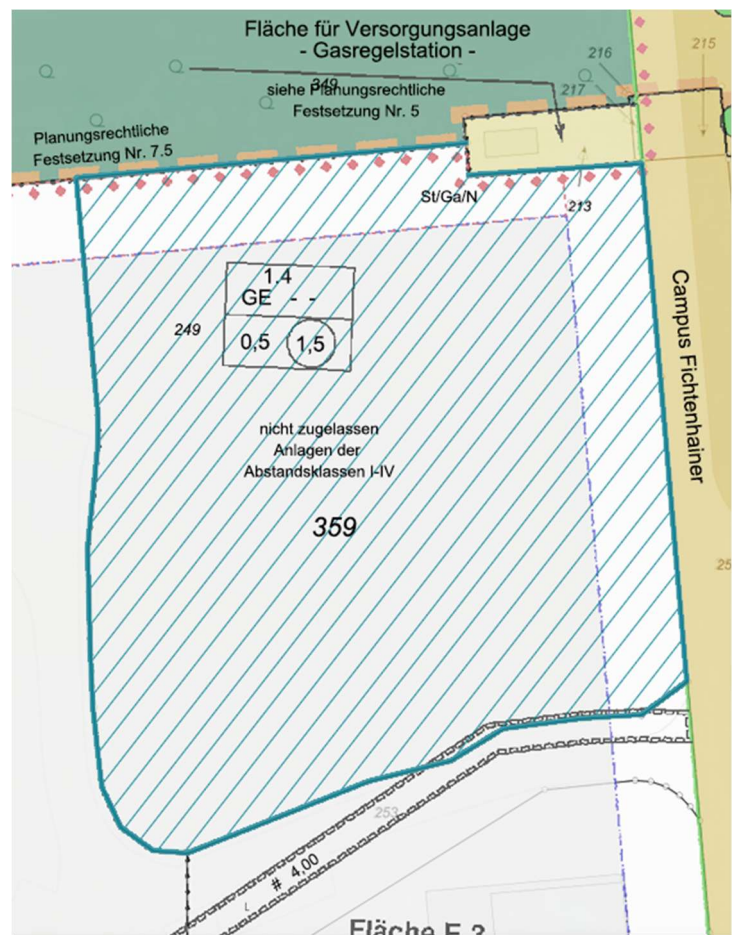 Fläche für Versorgungsanlage
- Gasregelstation -
349
siehe Planungsrechtliche
Festsetzung Nr. 5
216
215
217
Planungsrechtliche
Festsetzung Nr. 7.5
St/Ga/N
213
1.4
GE - -
0,5 1,5
249
Campus Fichtenhainer
nicht zugelassen
Anlagen der
Abstandsklassen I-IV
359
253
# 4,00